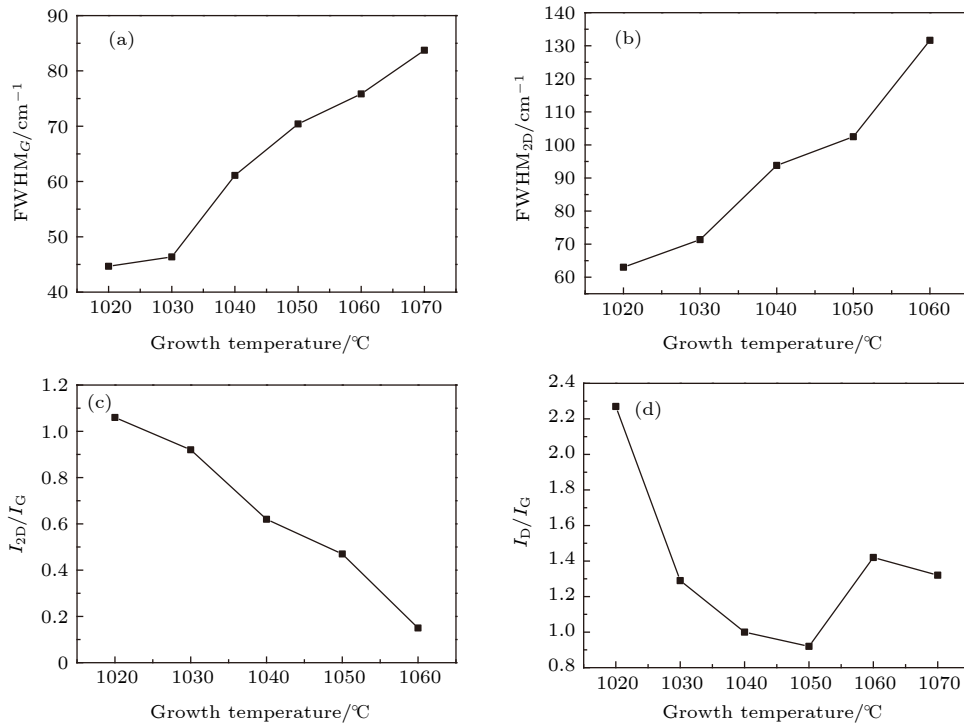 (a)
FWHM_G/cm⁻¹
90
80
70
60
50
40
1020 1030 1040 1050 1060 1070
Growth temperature/℃
(b)
FWHM_2D/cm⁻¹
140
130
120
110
100
90
80
70
60
1020 1030 1040 1050 1060
Growth temperature/℃
(c)
I_2D/I_G
1.2
1.0
0.8
0.6
0.4
0.2
0
1020 1030 1040 1050 1060
Growth temperature/℃
(d)
I_D/I_G
2.4
2.2
2.0
1.8
1.6
1.4
1.2
1.0
0.8
1020 1030 1040 1050 1060 1070
Growth temperature/℃